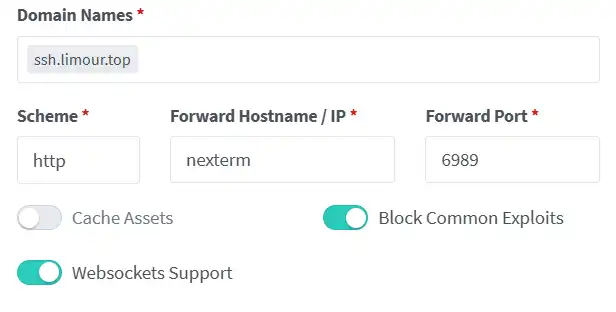 Domain Names *
ssh.limour.top
Scheme * Forward Hostname / IP * Forward Port *
http nexterm 6989
Cache Assets Block Common Exploits
Websockets Support